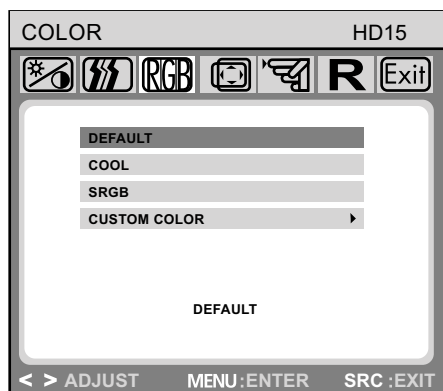 COLOR HD15
RGB R Exit
DEFAULT
COOL
SRGB
CUSTOM COLOR
DEFAULT
< > ADJUST MENU:ENTER SRC:EXIT